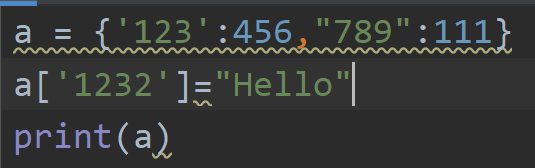 a = {'123':456,"789":111}
a['1232']="Hello"
print(a)